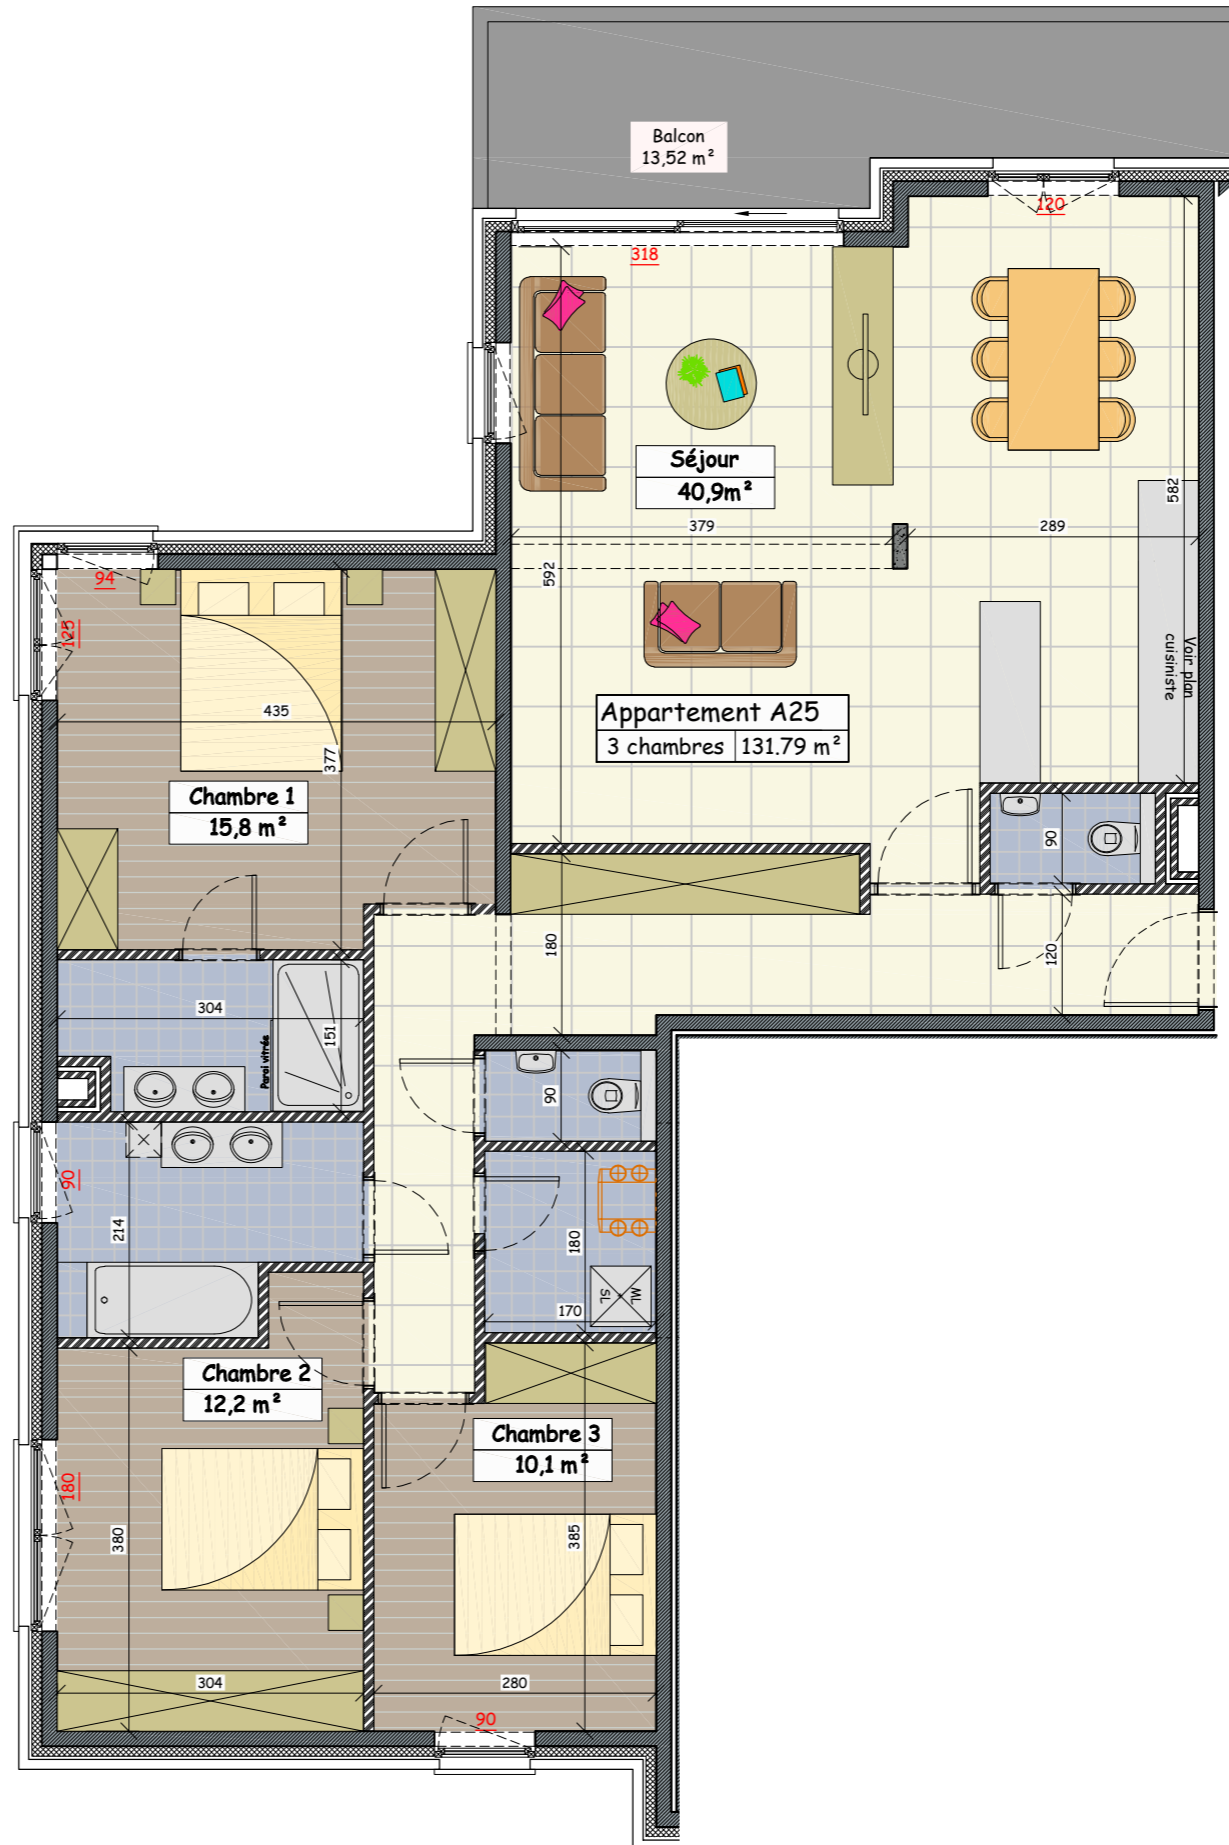 Balcon
13,52 m²
120
318
Séjour
40,9m²
582
379
289
592
94
125
Voir plan
cuisiniste
435
Appartement A25
3 chambres 131.79 m²
377
Chambre 1
15,8 m²
90
180
120
304
151
Paroi vitrée
90
90
214
180
ML
SL
170
Chambre 2
12,2 m²
Chambre 3
10,1 m²
180
380
385
304
280
90